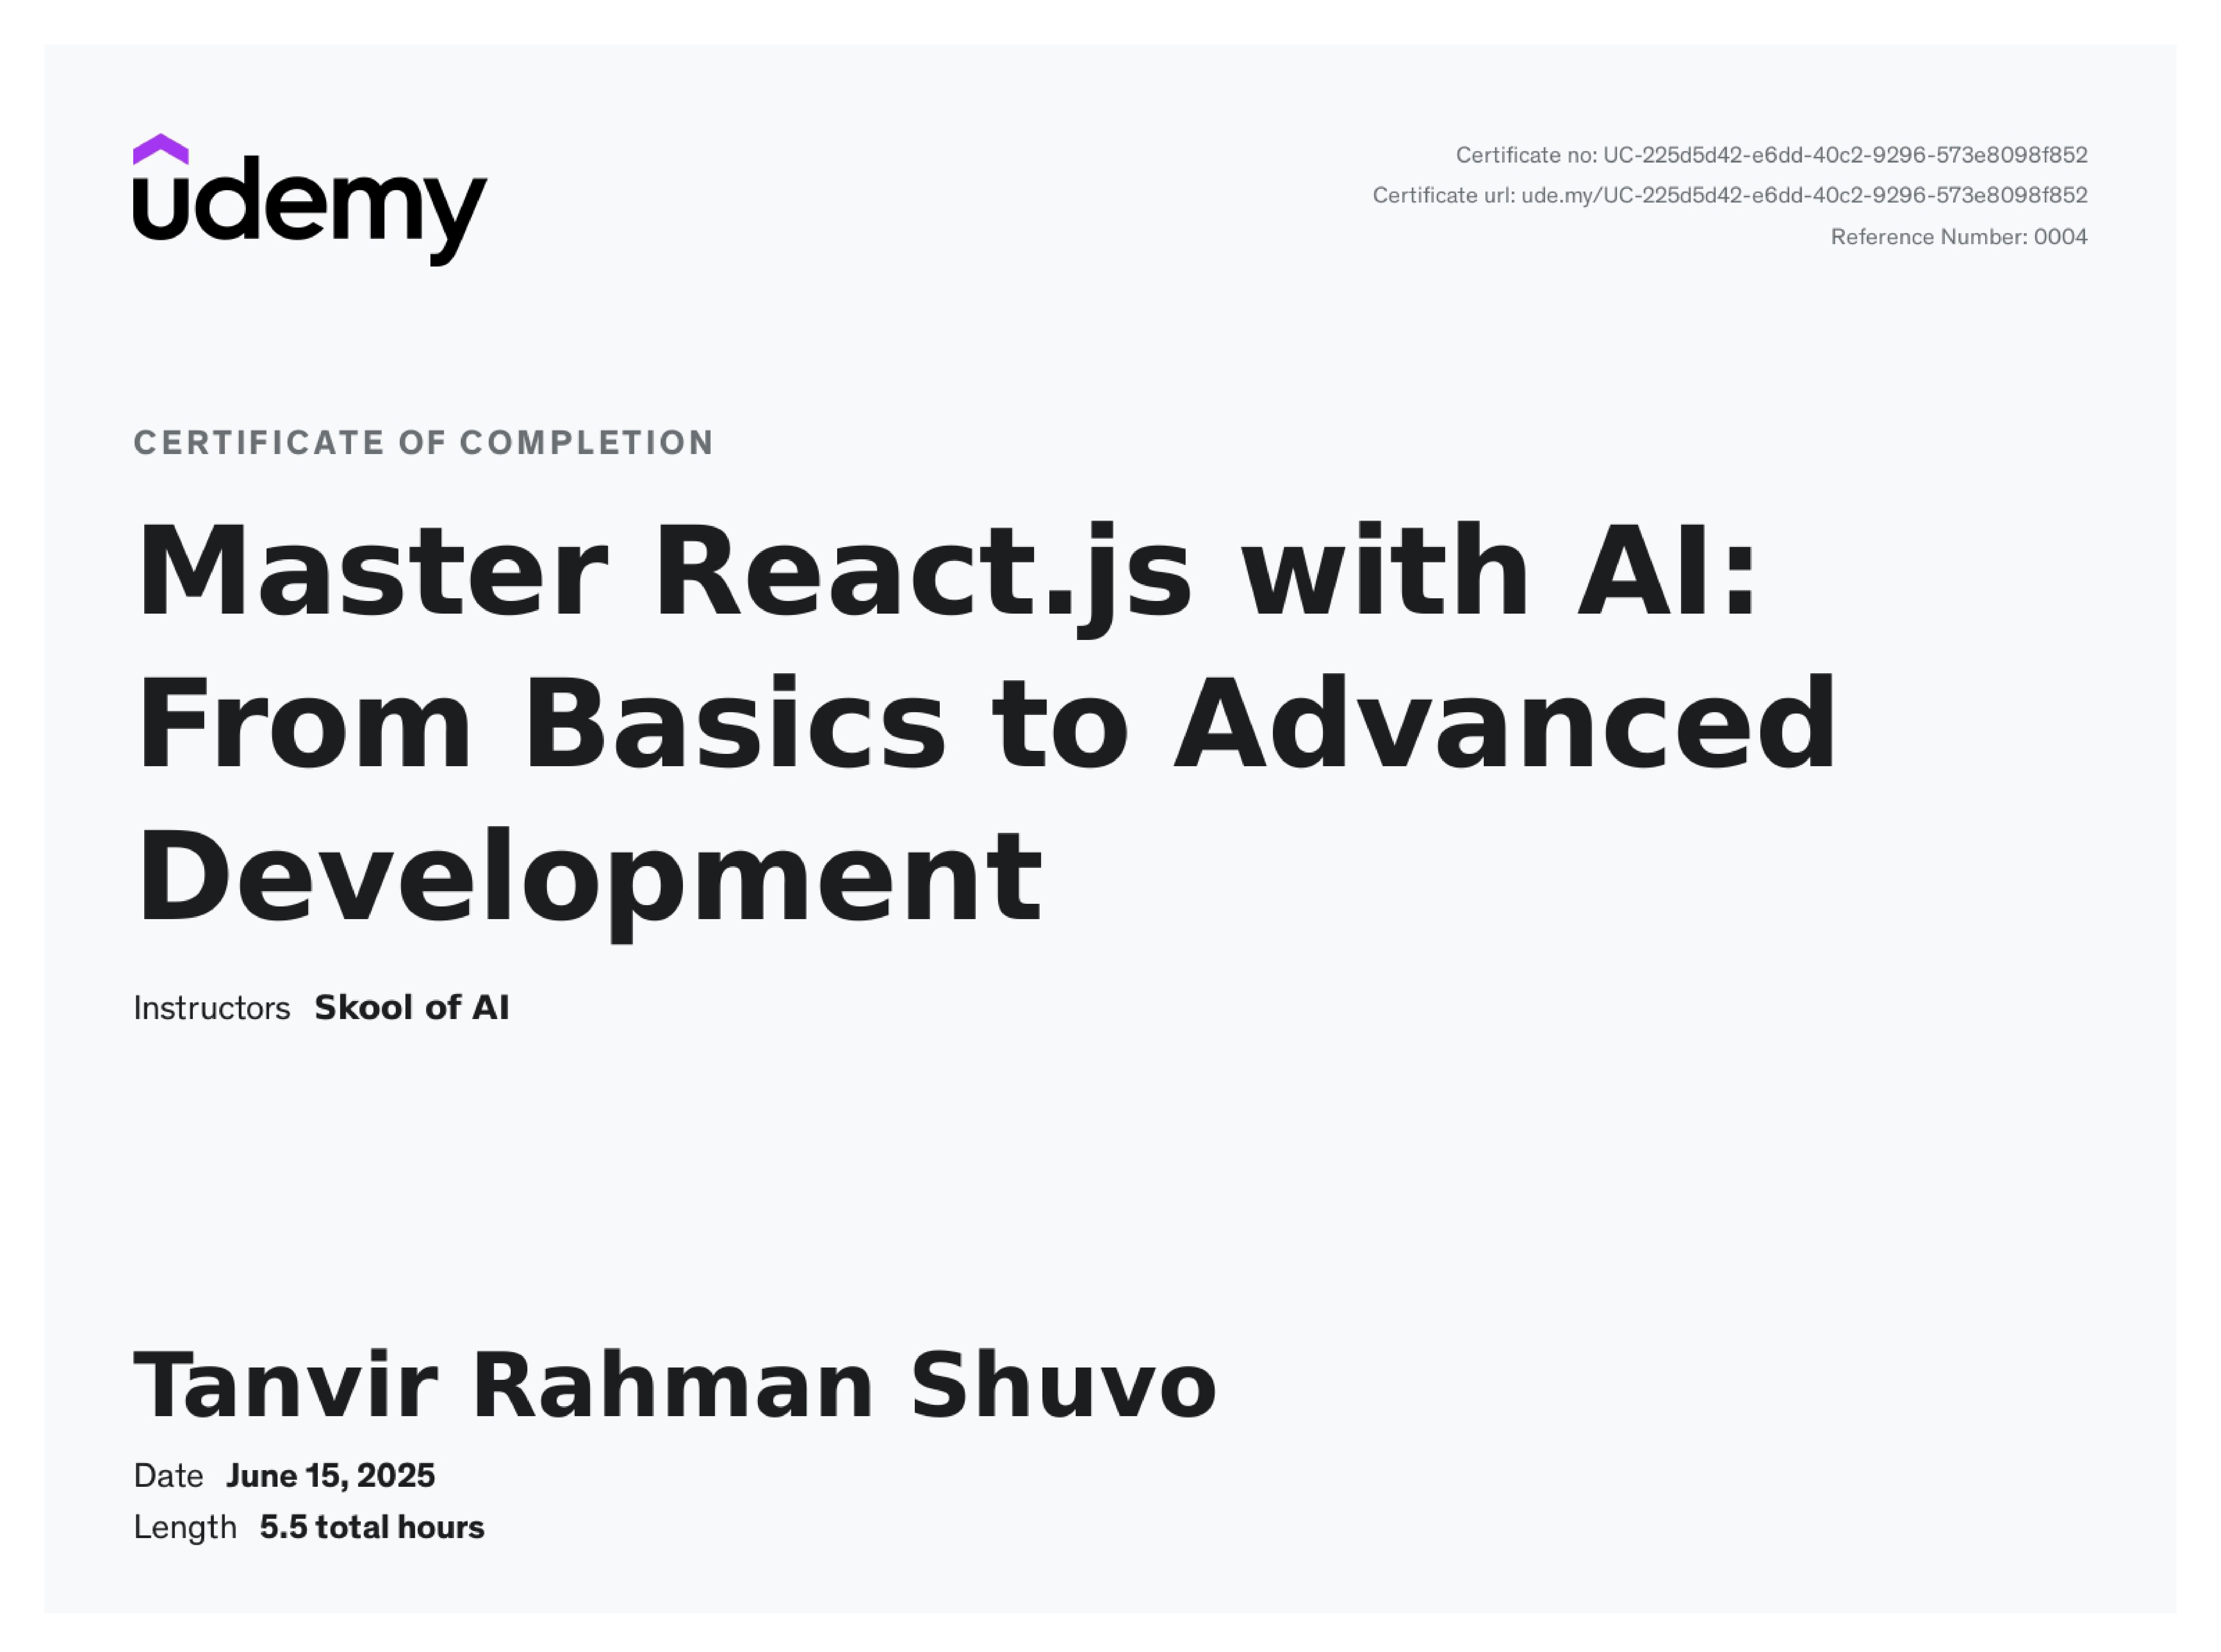 udemy
Certificate no: UC-225d5d42-e6dd-40c2-9296-573e8098f852
Certificate url: ude.my/UC-225d5d42-e6dd-40c2-9296-573e8098f852
Reference Number: 0004
CERTIFICATE OF COMPLETION
Master React.js with AI:
From Basics to Advanced
Development
Instructors Skool of AI
Tanvir Rahman Shuvo
Date June 15, 2025
Length 5.5 total hours